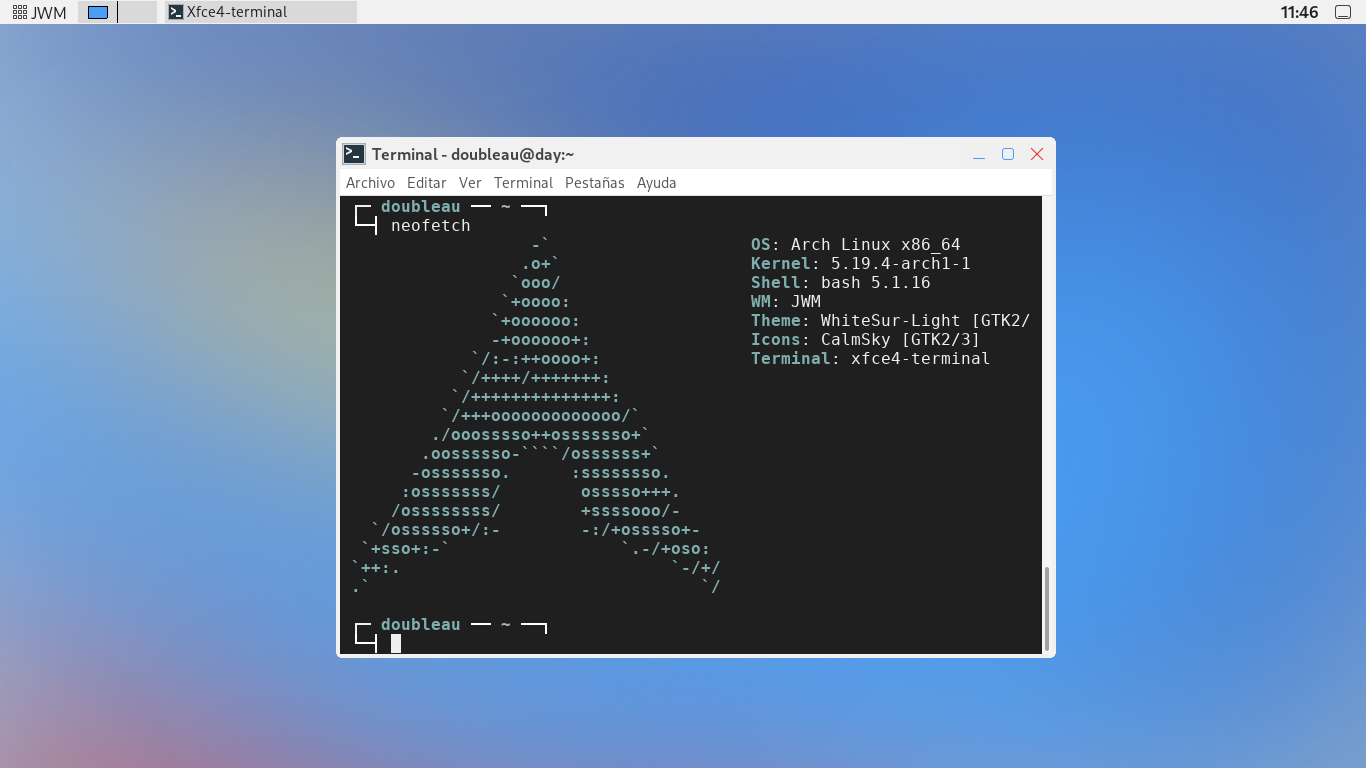 JWM Xfce4-terminal 11:46
Terminal - doubleau@day:~
Archivo Editar Ver Terminal Pestañas Ayuda
┌─ doubleau ── ~ ──┐
└─┤ neofetch
-` OS: Arch Linux x86_64
.o+` Kernel: 5.19.4-arch1-1
`ooo/ Shell: bash 5.1.16
`+oooo: WM: JWM
`+oooooo: Theme: WhiteSur-Light [GTK2/
-+oooooo+: Icons: CalmSky [GTK2/3]
`/:-:++oooo+: Terminal: xfce4-terminal
`/++++/+++++++:
`/++++++++++++++:
`/+++ooooooooooooo/`
./ooosssso++osssssso+`
.oossssso-````/ossssss+`
-osssssso. :ssssssso.
:osssssss/ osssso+++.
/ossssssss/ +ssssooo/-
`/ossssso+/:- -:/+osssso+-
`+sso+:-` `.-/+oso:
`++:. `-/+/
.` `/
┌─ doubleau ── ~ ──┐
└─┤